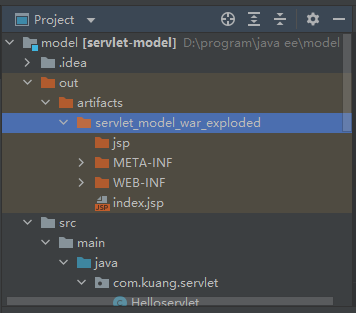 Project
model [servlet-model] D:\program\java ee\model
.idea
out
artifacts
servlet_model_war_exploded
jsp
META-INF
WEB-INF
JSP index.jsp
src
main
java
com.kuang.servlet
Helloservlet